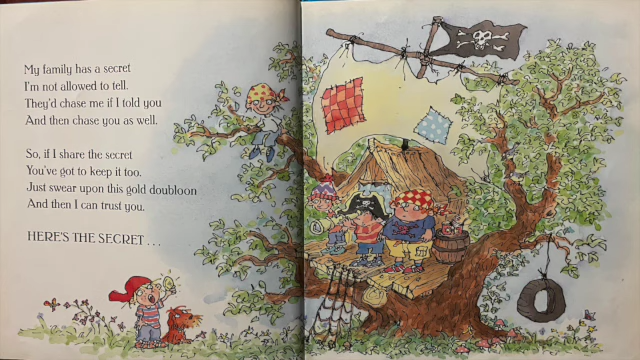 My family has a secret
I'm not allowed to tell.
They'd chase me if I told you
And then chase you as well.
So, if I share the secret
You've got to keep it too.
Just swear upon this gold doubloon
And then I can trust you.
HERE'S THE SECRET . . .